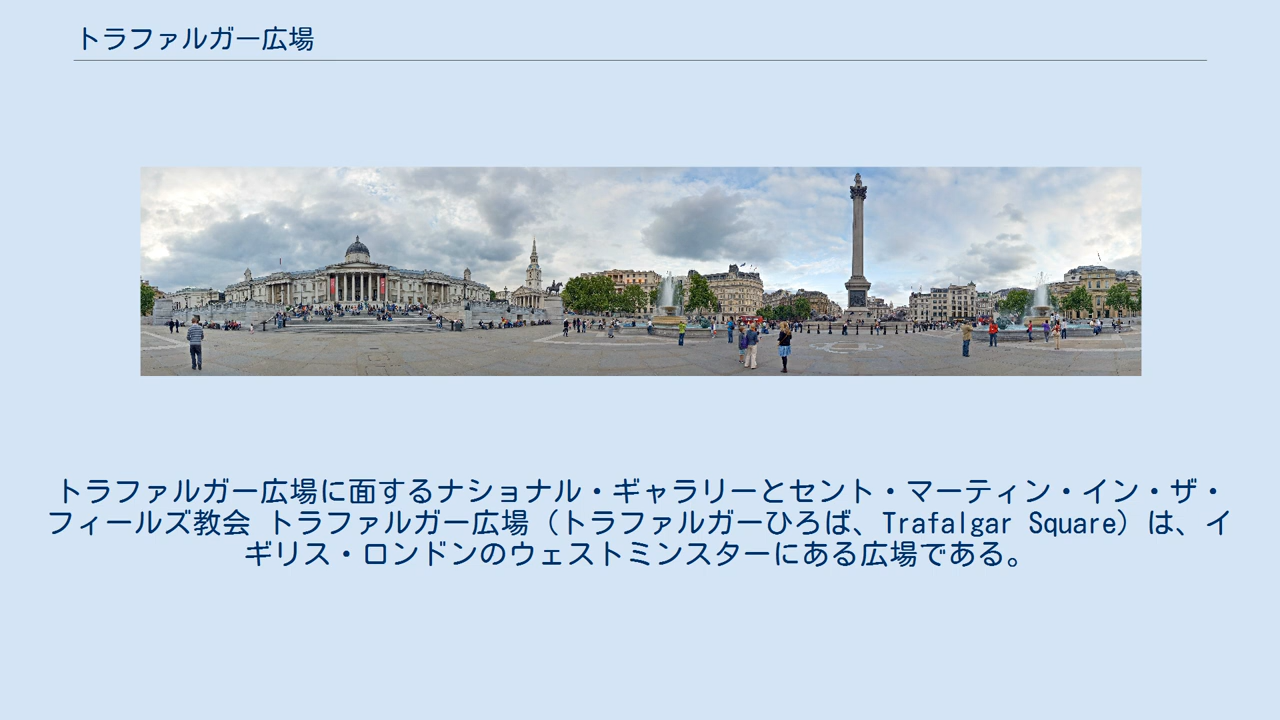 トラファルガー広場
トラファルガー広場に面するナショナル・ギャラリーとセント・マーティン・イン・ザ・
フィールズ教会 トラファルガー広場（トラファルガーひろば、Trafalgar Square）は、イ
ギリス・ロンドンのウェストミンスターにある広場である。